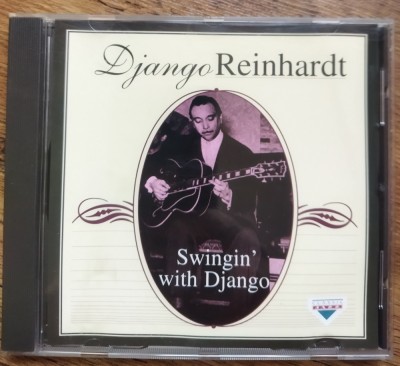 Django Reinhardt
Swingin'
with Django